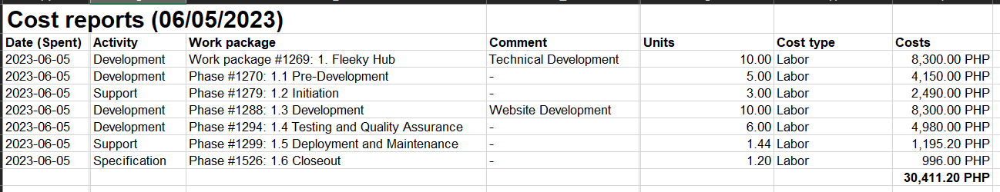 Cost reports (06/05/2023)
Date (Spent) Activity Work package Comment Units Cost type Costs
2023-06-05 Development Work package #1269: 1. Fleeky Hub Technical Development 10.00 Labor 8,300.00 PHP
2023-06-05 Development Phase #1270: 1.1 Pre-Development - 5.00 Labor 4,150.00 PHP
2023-06-05 Support Phase #1279: 1.2 Initiation - 3.00 Labor 2,490.00 PHP
2023-06-05 Development Phase #1288: 1.3 Development Website Development 10.00 Labor 8,300.00 PHP
2023-06-05 Development Phase #1294: 1.4 Testing and Quality Assurance - 6.00 Labor 4,980.00 PHP
2023-06-05 Support Phase #1299: 1.5 Deployment and Maintenance - 1.44 Labor 1,195.20 PHP
2023-06-05 Specification Phase #1526: 1.6 Closeout - 1.20 Labor 996.00 PHP
30,411.20 PHP